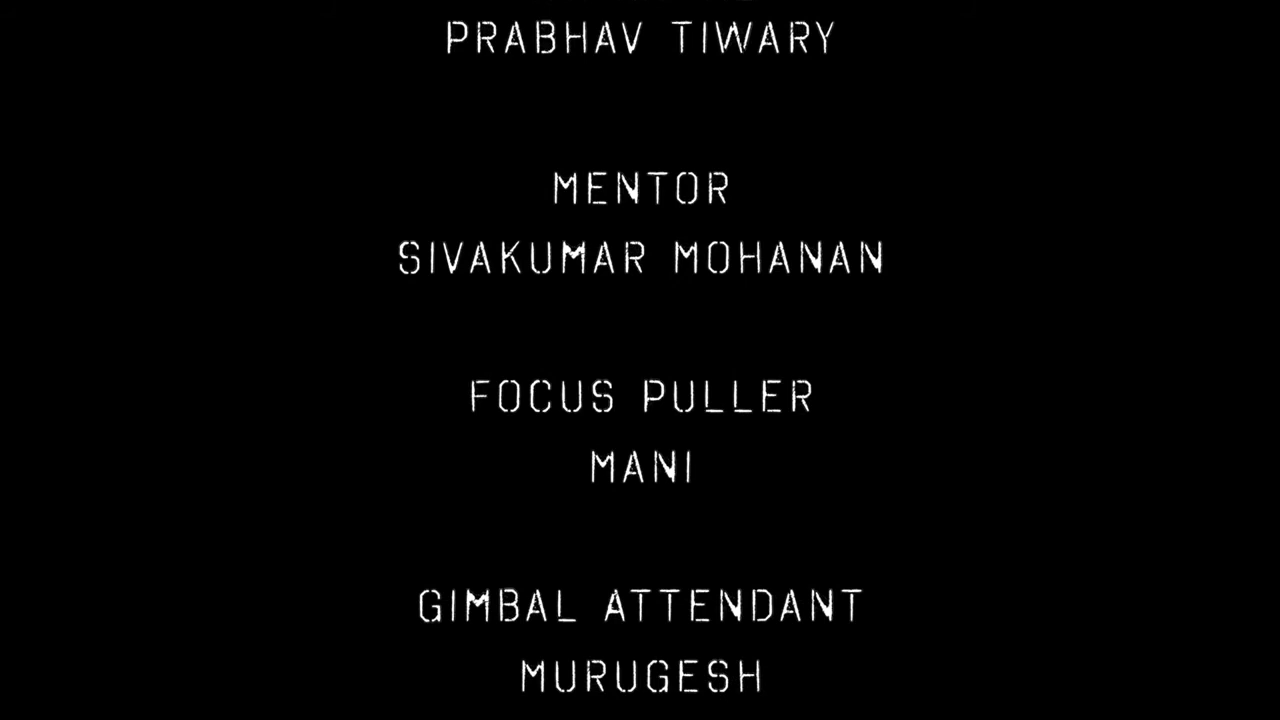 PRABHAV TIWARY
MENTOR
SIVAKUMAR MOHANAN
FOCUS PULLER
MANI
GIMBAL ATTENDANT
MURUGESH